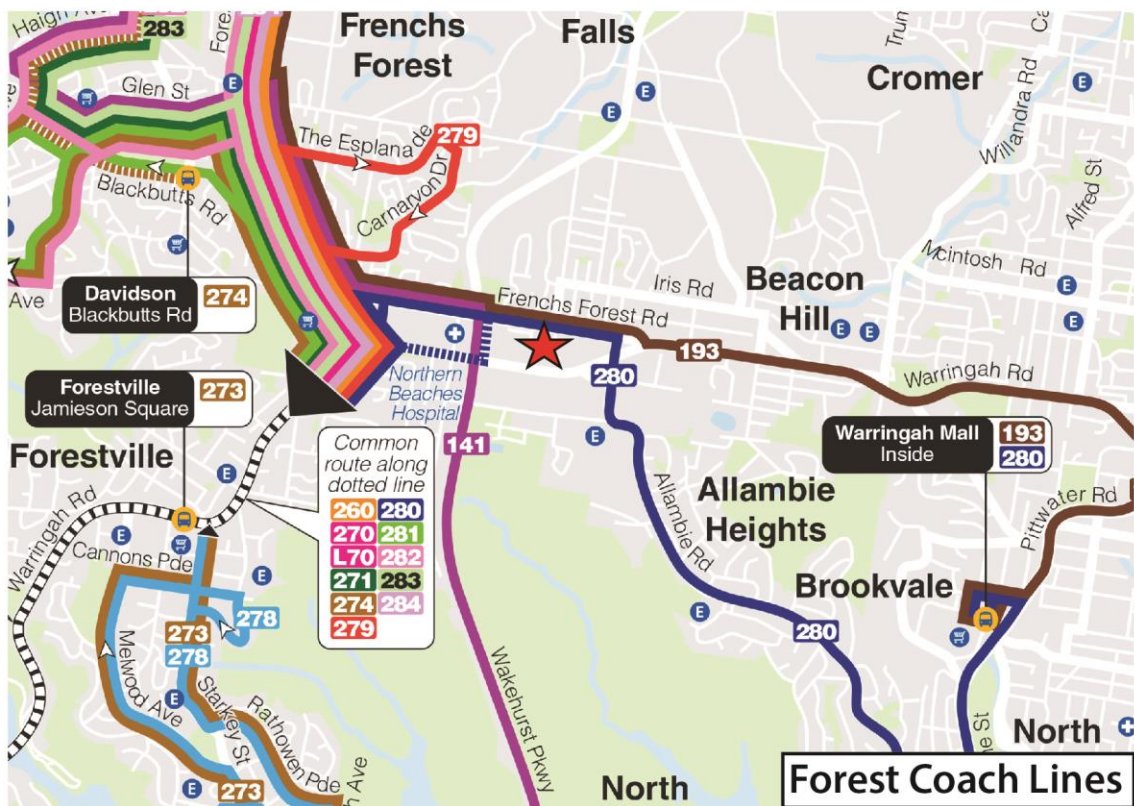 Haigh Ave
283
Fores
Frenchs
Forest
Falls
Cromer
Glen St
The Esplanade
279
Carnarvon Dr
Willandra Rd
Alfred St
Blackbutts Rd
Mcintosh Rd
Ave
Davidson
Blackbutts Rd
274
Iris Rd
Beacon
Hill
Frenchs Forest Rd
193
280
Warringah Rd
Northern
Beaches
Hospital
Forestville
Jamieson Square
273
Forestville
141
Common
route along
dotted line
260 280
270 281
L70 282
271 283
274 284
279
Warringah Mall
Inside
193
280
Allambie
Heights
Allambie Rd
Pittwater Rd
Warringah Rd
Cannons Pde
Brookvale
278
273
278
280
Melwood Ave
Starkey St
Rathowen Pde
Wakehurst Pkwy
273
278
h Ave
North
North
ne St
Forest Coach Lines
E